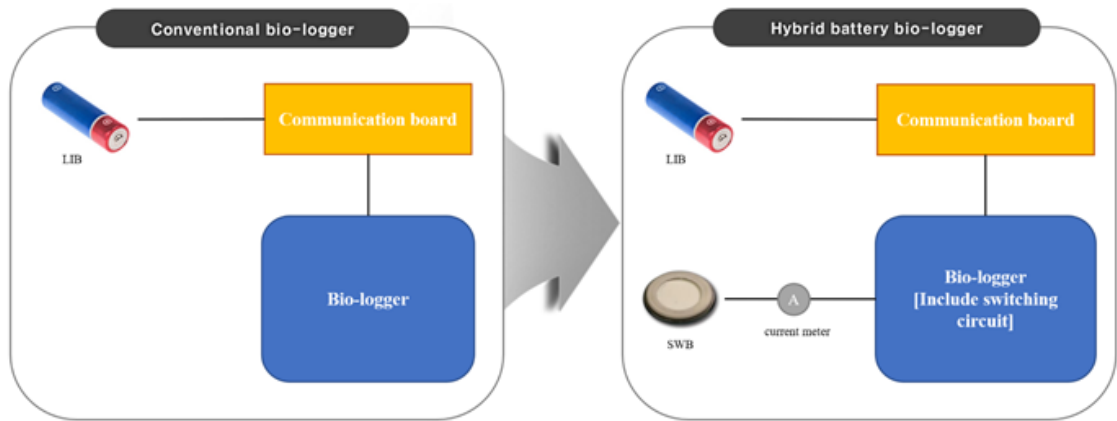 Conventional bio-logger
LIB
Communication board
Bio-logger
Hybrid battery bio-logger
LIB
Communication board
Bio-logger
[Include switching
circuit]
A
current meter
SWB